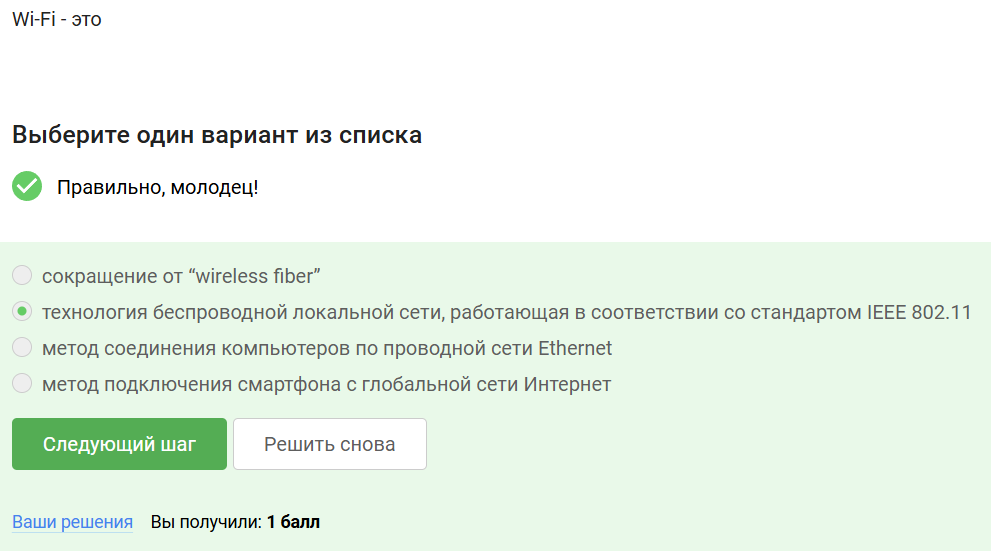 Wi-Fi - это
Выберите один вариант из списка
Правильно, молодец!
сокращение от “wireless fiber”
технология беспроводной локальной сети, работающая в соответствии со стандартом IEEE 802.11
метод соединения компьютеров по проводной сети Ethernet
метод подключения смартфона с глобальной сети Интернет
Следующий шаг
Решить снова
Ваши решения Вы получили: 1 балл